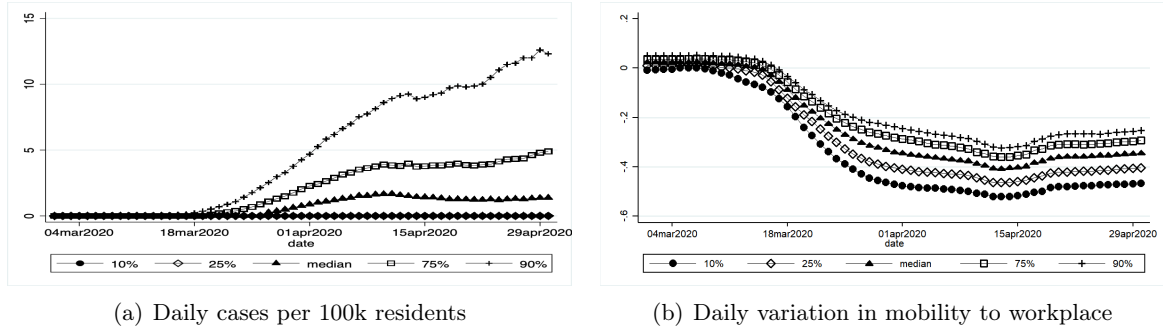 15
10
5
0
04mar2020 18mar2020 01apr2020 15apr2020 29apr2020
date
10% 25% median 75% 90%
(a) Daily cases per 100k residents
.2
0
-.2
-.4
-.6
04mar2020 18mar2020 01apr2020 15apr2020 29apr2020
date
10% 25% median 75% 90%
(b) Daily variation in mobility to workplace